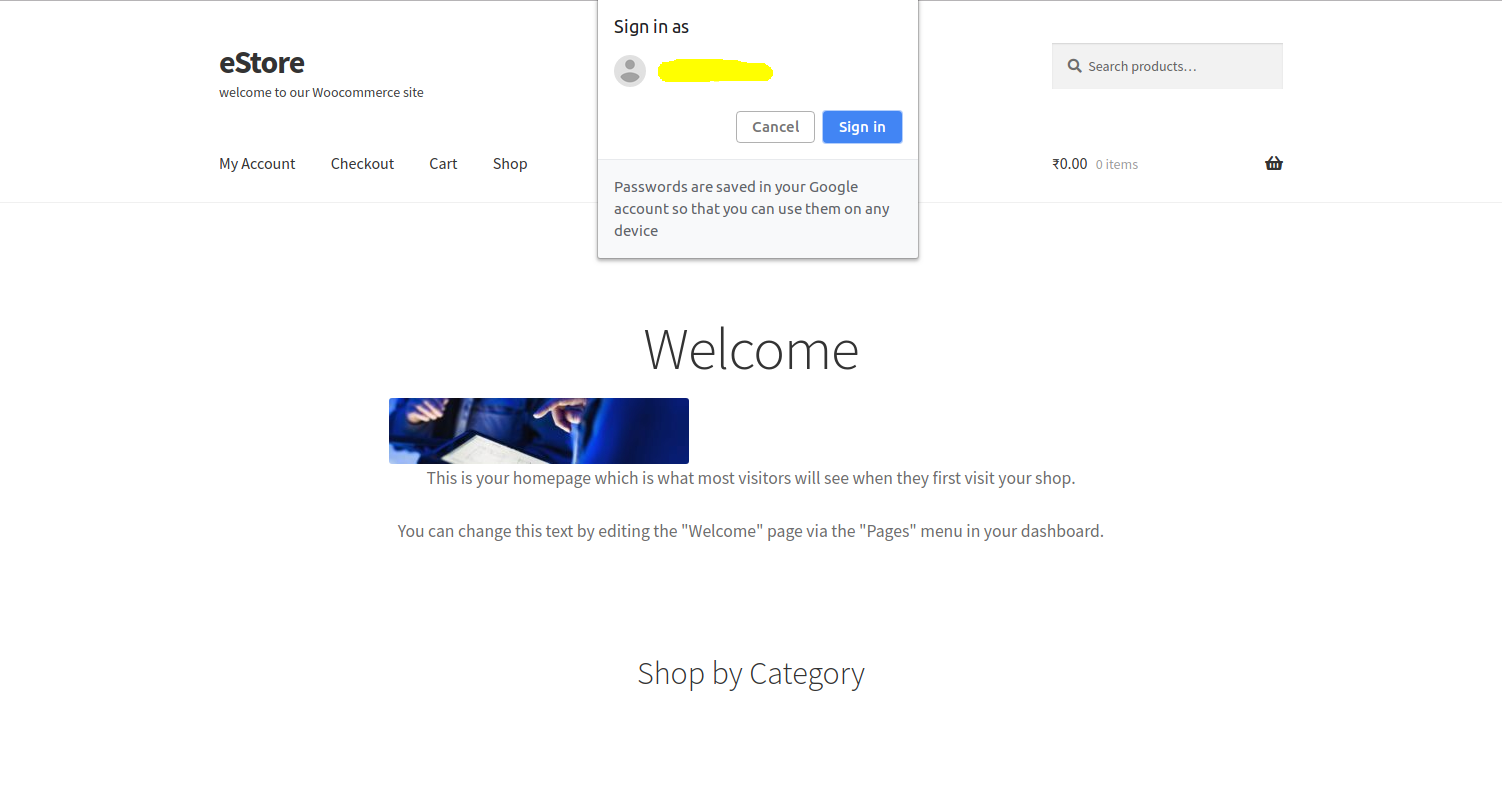 Sign in as
Cancel
Sign in
Passwords are saved in your Google
account so that you can use them on any
device
eStore
welcome to our Woocommerce site
Search products…
My Account
Checkout
Cart
Shop
₹0.00 0 items
Welcome
This is your homepage which is what most visitors will see when they first visit your shop.
You can change this text by editing the "Welcome" page via the "Pages" menu in your dashboard.
Shop by Category